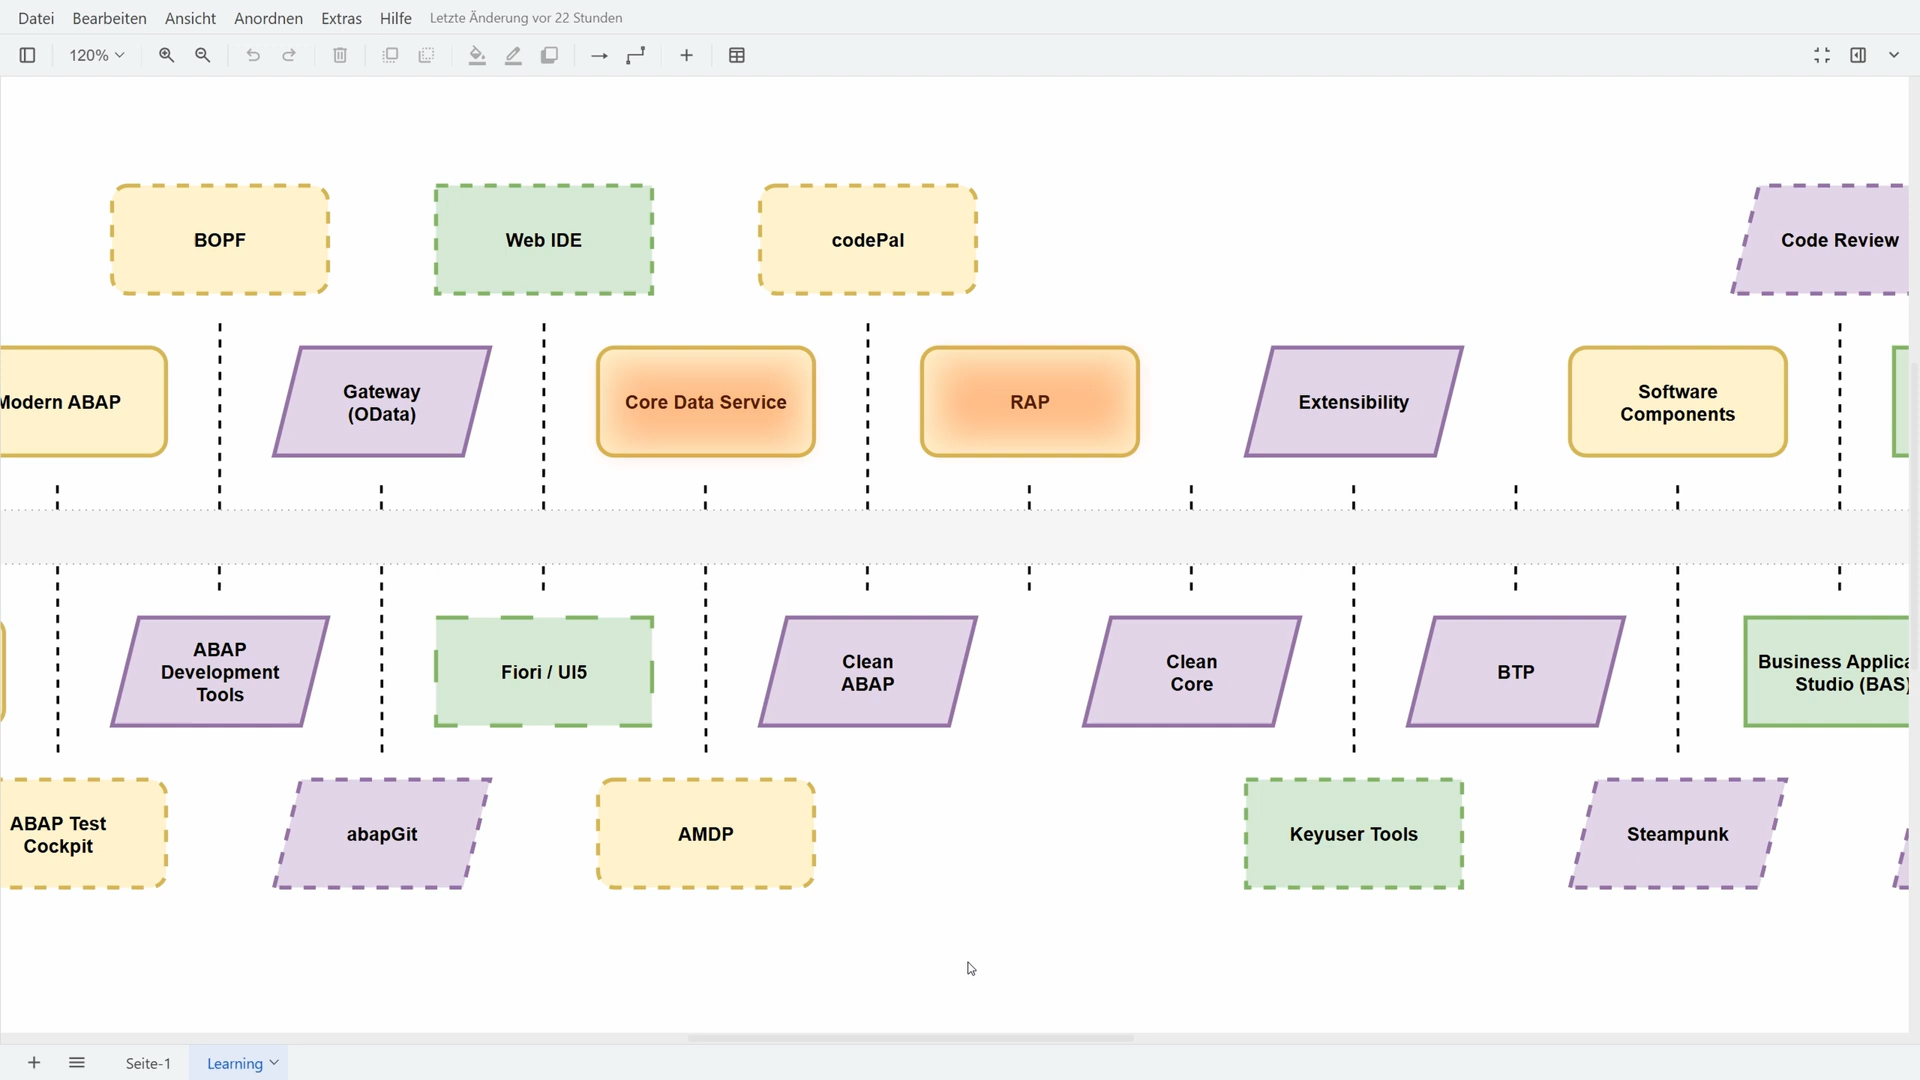 Datei Bearbeiten Ansicht Anordnen Extras Hilfe Letzte Änderung vor 22 Stunden
120%
BOPF
Web IDE
codePal
Code Review
Modern ABAP
Gateway
(OData)
Core Data Service
RAP
Extensibility
Software
Components
ABAP
Development
Tools
Fiori / UI5
Clean
ABAP
Clean
Core
BTP
Business Applica
Studio (BAS)
ABAP Test
Cockpit
abapGit
AMDP
Keyuser Tools
Steampunk
Seite-1 Learning